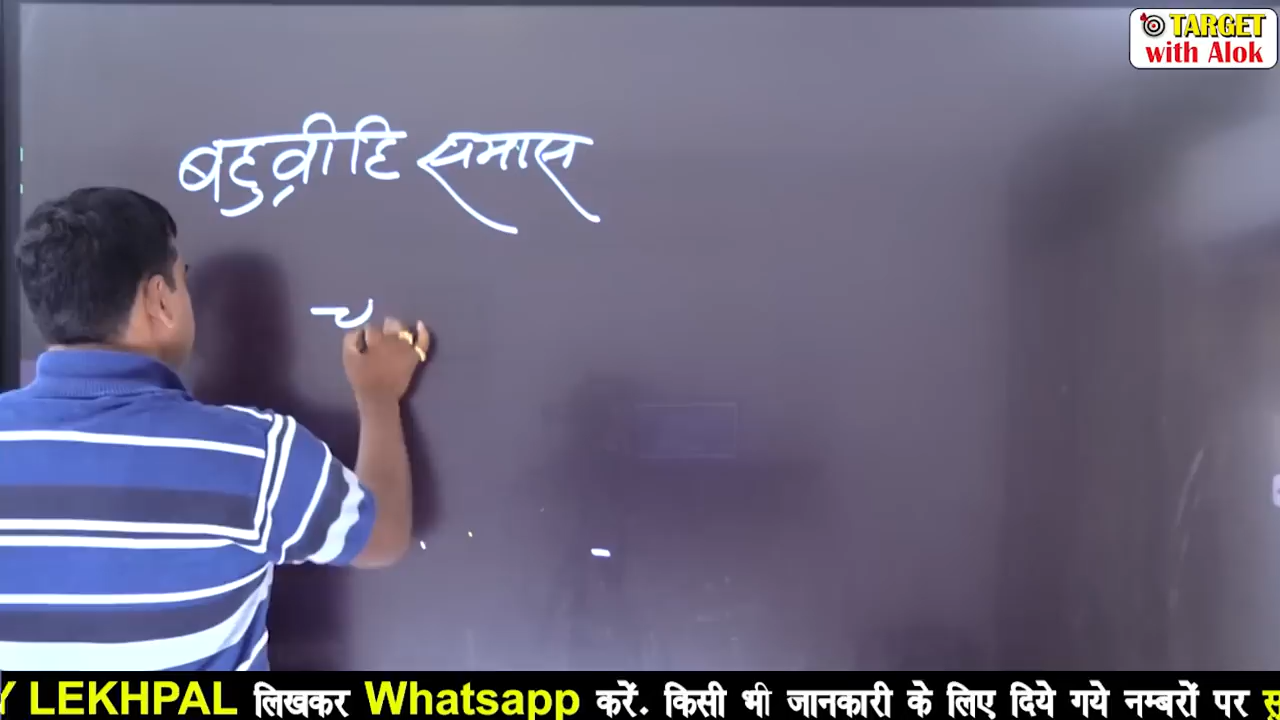 TARGET
with Alok
बहुव्रीहि समास
च
Y LEKHPAL लिखकर Whatsapp करें. किसी भी जानकारी के लिए दिये गये नम्बरों पर